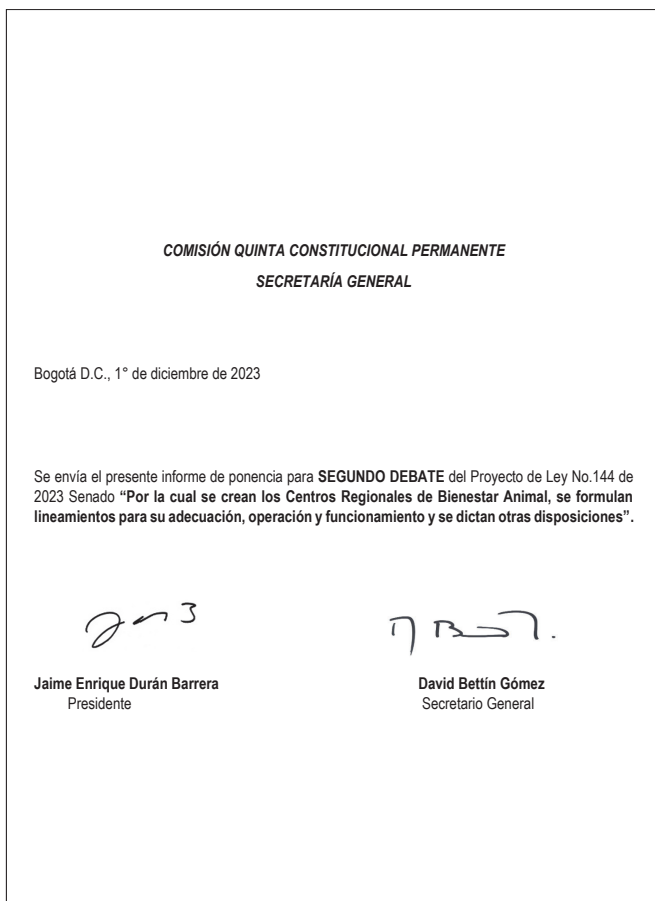 COMISIÓN QUINTA CONSTITUCIONAL PERMANENTE
SECRETARÍA GENERAL
Bogotá D.C., 1° de diciembre de 2023
Se envía el presente informe de ponencia para SEGUNDO DEBATE del Proyecto de Ley No.144 de
2023 Senado “Por la cual se crean los Centros Regionales de Bienestar Animal, se formulan
lineamientos para su adecuación, operación y funcionamiento y se dictan otras disposiciones”.
Jaime Enrique Durán Barrera
Presidente
David Bettín Gómez
Secretario General